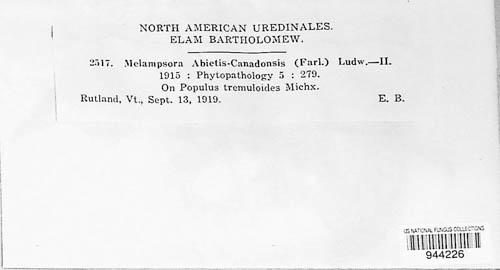 NORTH AMERICAN UREDINALES.
ELAM BARTHOLOMEW.
2517. Melampsora Abietis-Canadonsis (Farl.) Ludw.—II.
1915 : Phytopathology 5 : 279.
On Populus tremuloides Michx.
Rutland, Vt., Sept. 13, 1919. E. B.
US NATIONAL FUNGUS COLLECTIONS
944226